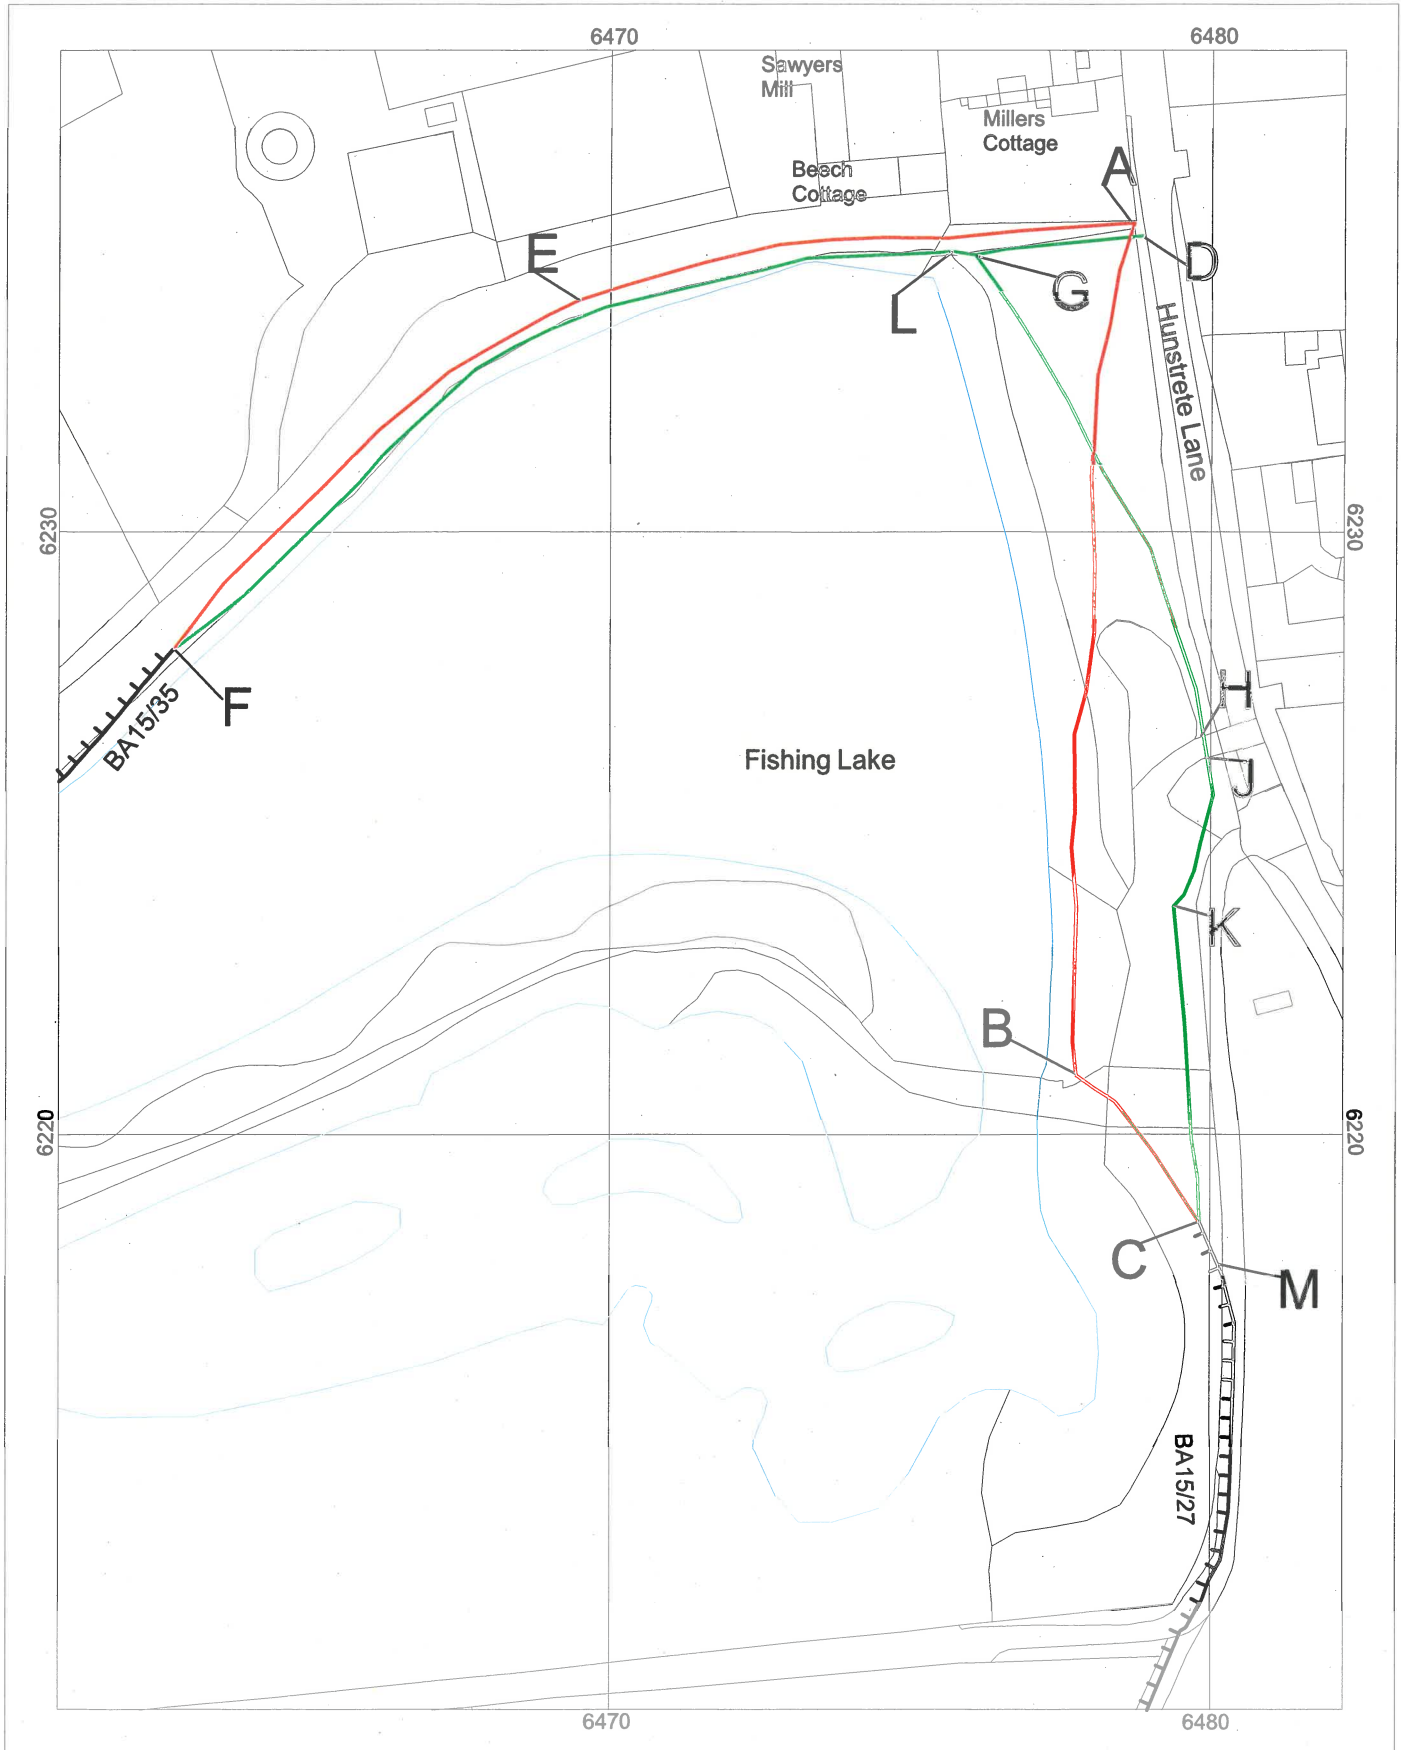 6470
6480
Sawyers
Mill
Millers
Cottage
A
Beech
Cottage
E
D
G
L
Hunstrete Lane
6230
6230
F
BA15/35
H
Fishing Lake
J
K
B
6220
6220
C
M
BA15/27
6470
6480